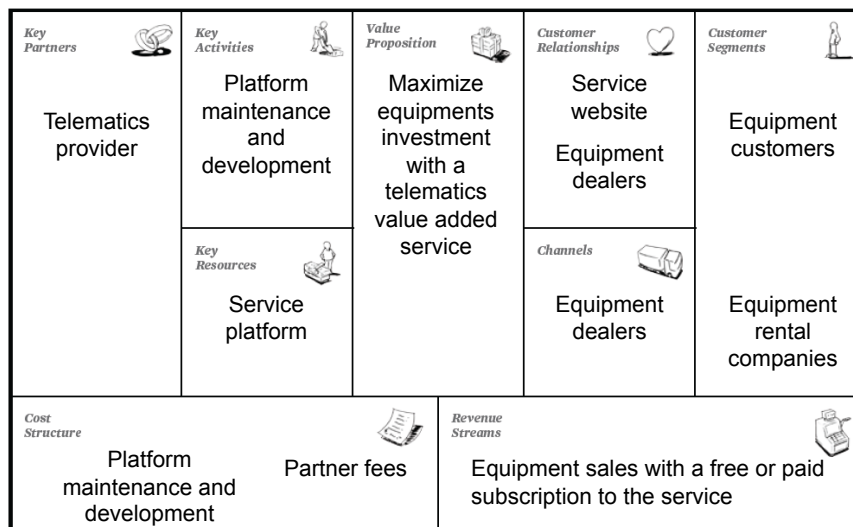 Key
Partners
Telematics
provider
Key
Activities
Platform
maintenance
and
development
Key
Resources
Service
platform
Value
Proposition
Maximize
equipments
investment
with a
telematics
value added
service
Customer
Relationships
Service
website
Equipment
dealers
Channels
Equipment
dealers
Customer
Segments
Equipment
customers
Equipment
rental
companies
Cost
Structure
Platform
maintenance and
development
Partner fees
Revenue
Streams
Equipment sales with a free or paid
subscription to the service